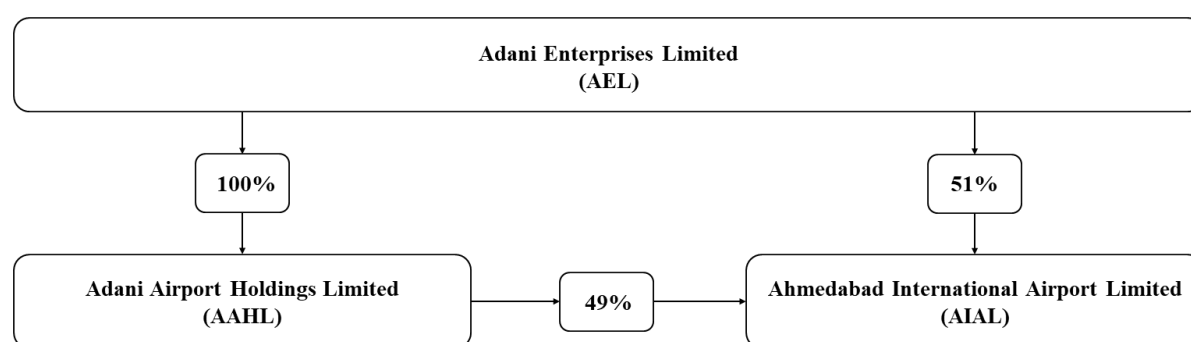 Adani Enterprises Limited
(AEL)
100%
51%
Adani Airport Holdings Limited
(AAHL)
49%
Ahmedabad International Airport Limited
(AIAL)